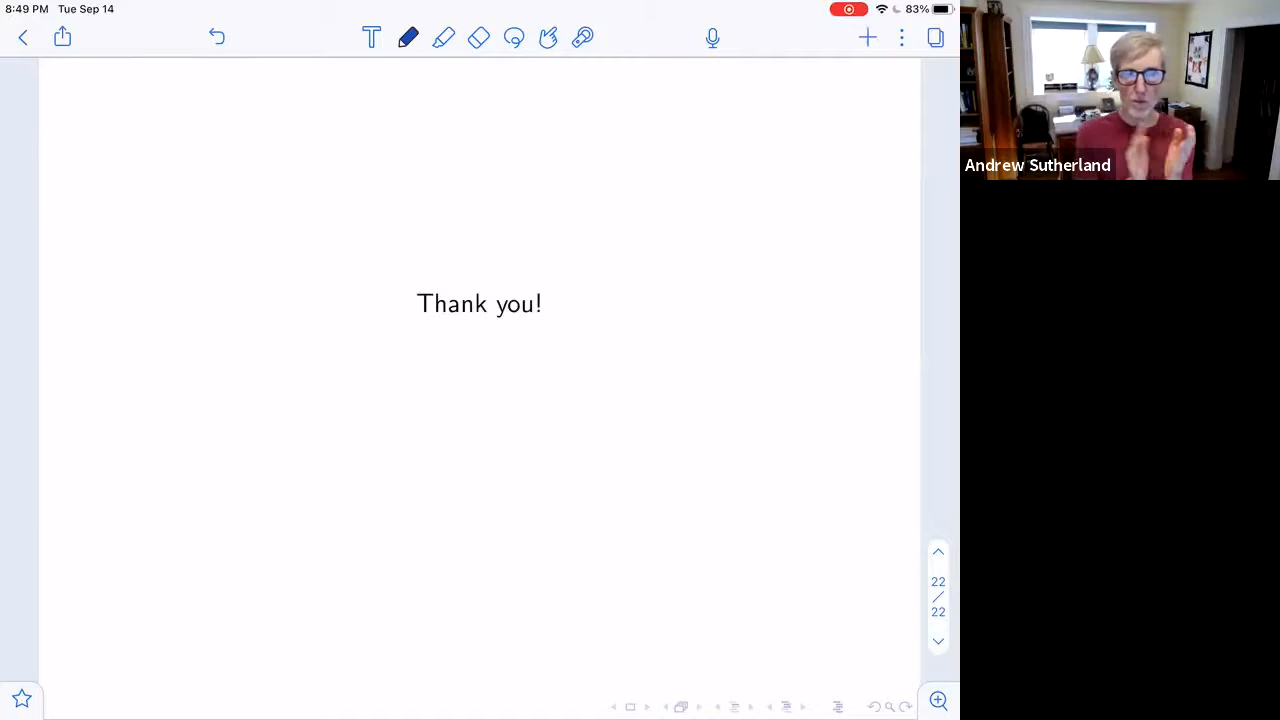 8:49 PM Tue Sep 14
83%
Andrew Sutherland
Thank you!
22
/
22